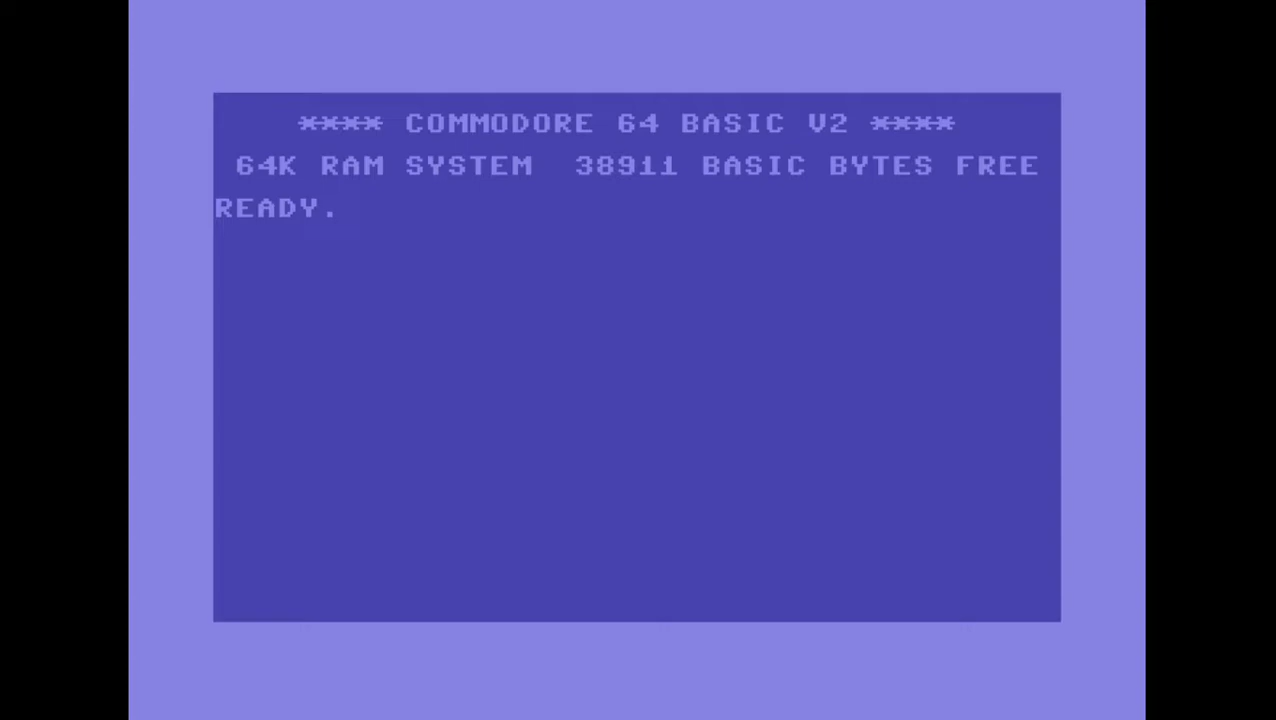 **** COMMODORE 64 BASIC V2 ****
64K RAM SYSTEM  38911 BASIC BYTES FREE
READY.